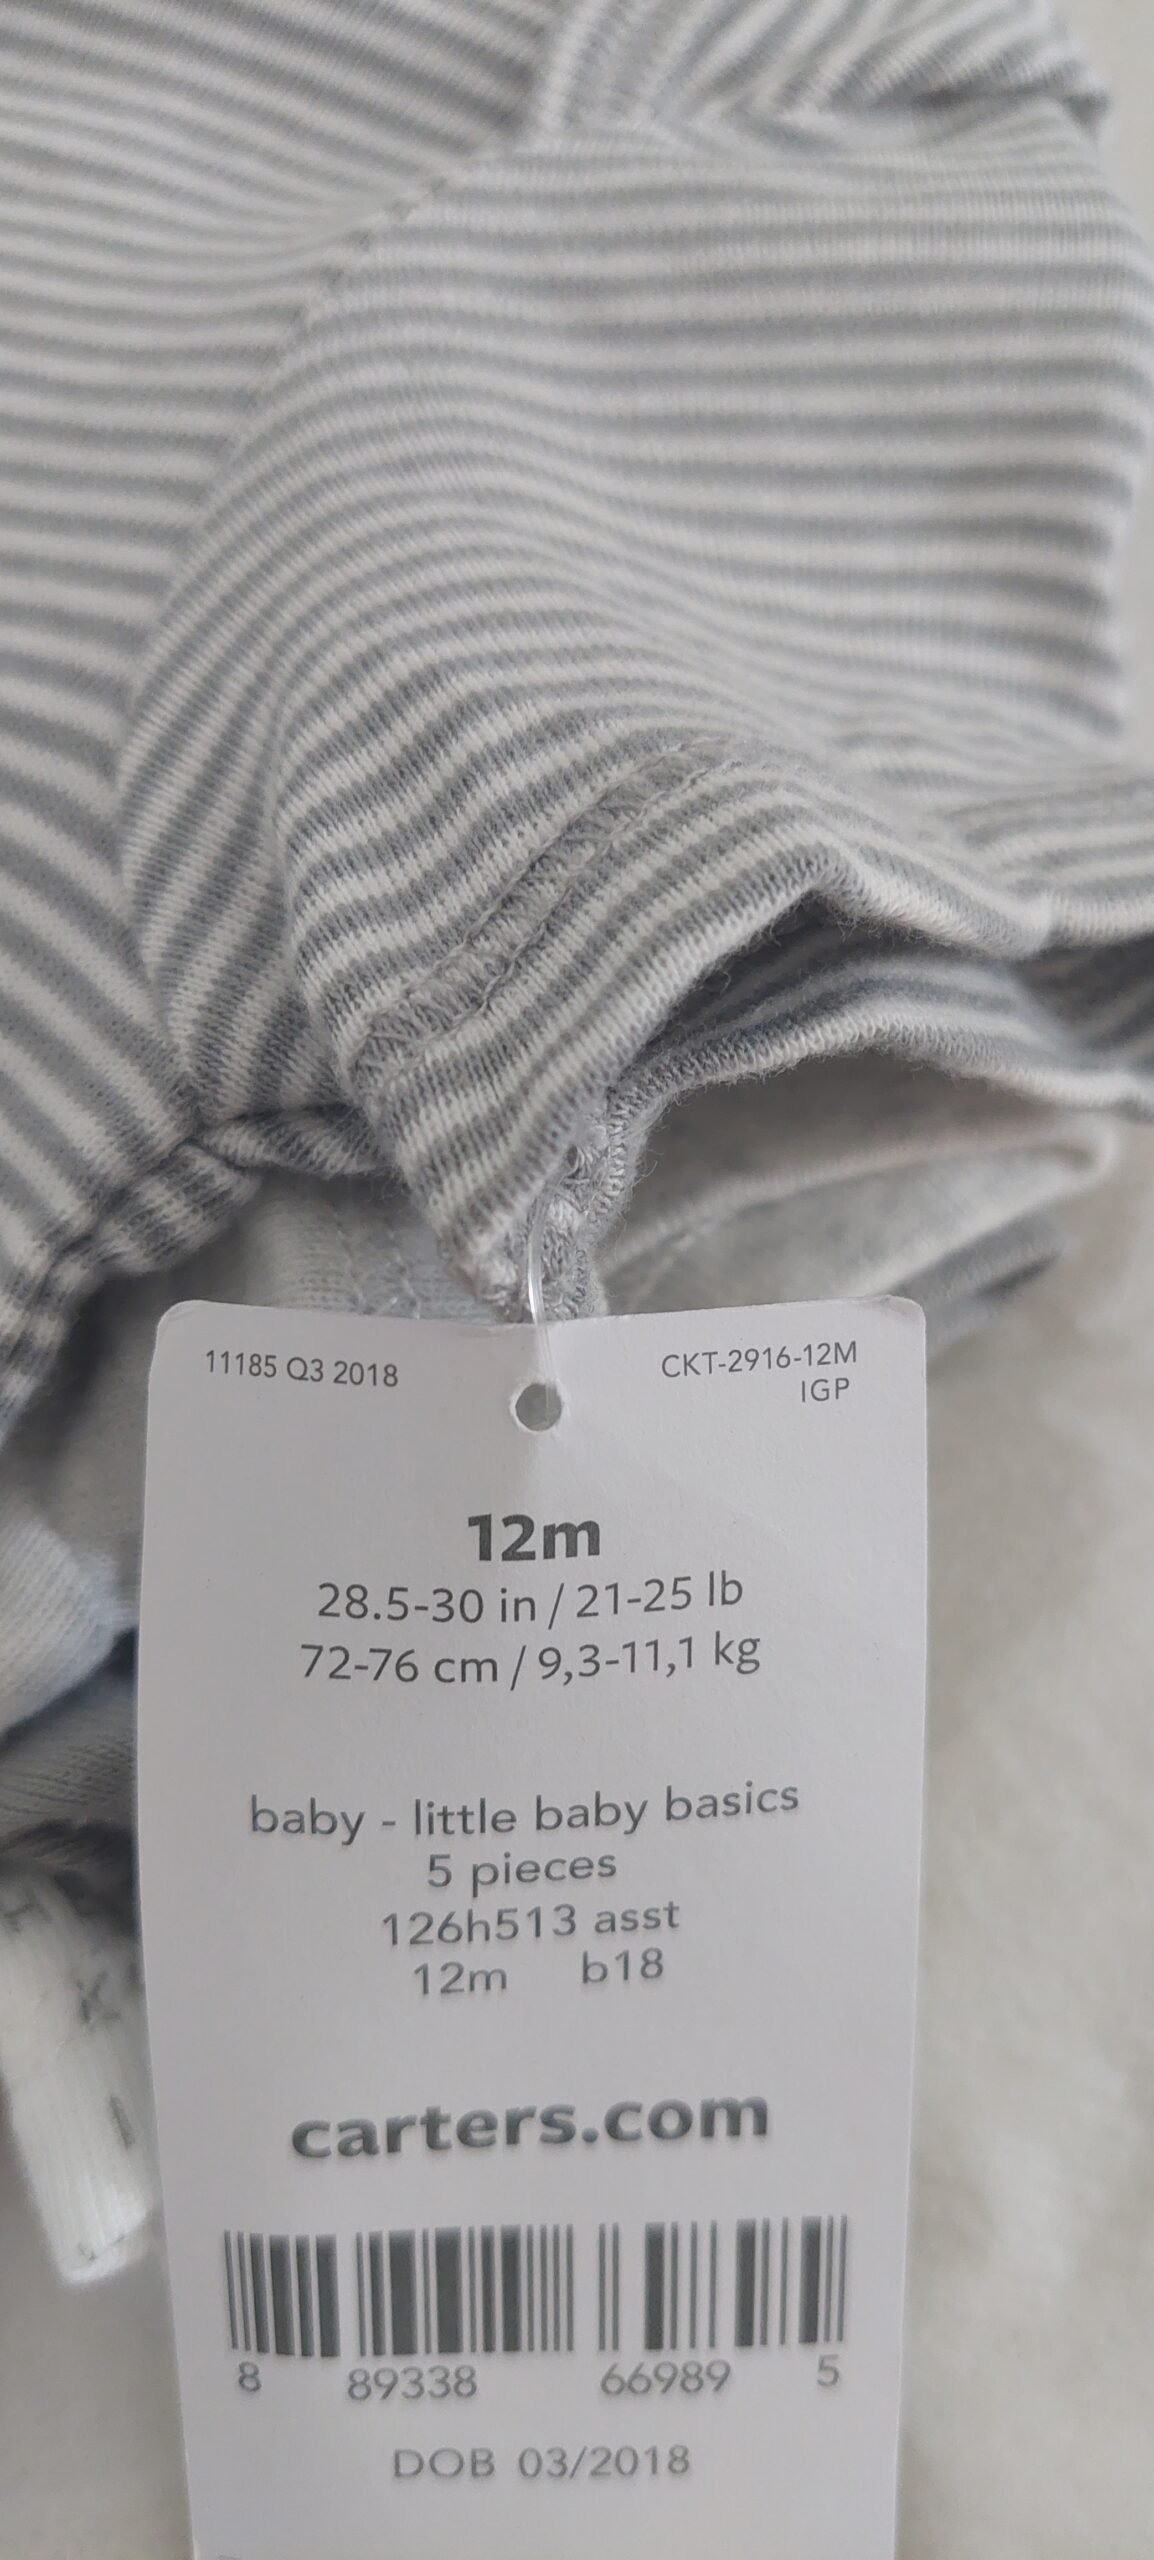 11185 Q3 2018
CKT-2916-12M
IGP
12m
28.5-30 in / 21-25 lb
72-76 cm / 9,3-11,1 kg
baby - little baby basics
5 pieces
126h513 asst
12m b18
carters.com
8 89338 66989 5
DOB 03/2018
K